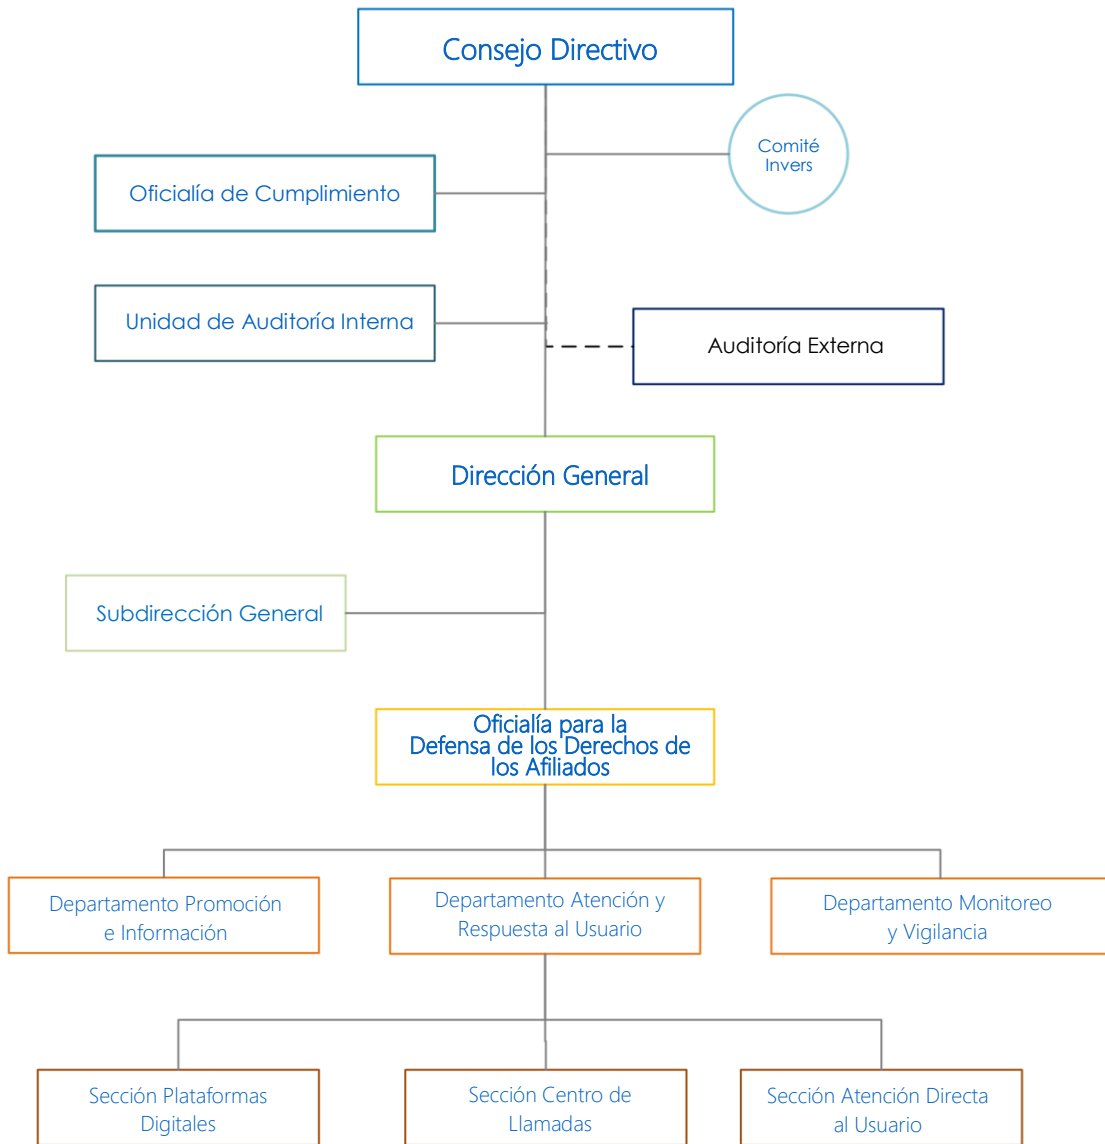 Consejo Directivo
Comité
Invers
Oficialía de Cumplimiento
Unidad de Auditoría Interna
Auditoría Externa
Dirección General
Subdirección General
Oficialía para la
Defensa de los Derechos de
los Afiliados
Departamento Promoción
e Información
Departamento Atención y
Respuesta al Usuario
Departamento Monitoreo
y Vigilancia
Sección Plataformas
Digitales
Sección Centro de
Llamadas
Sección Atención Directa
al Usuario